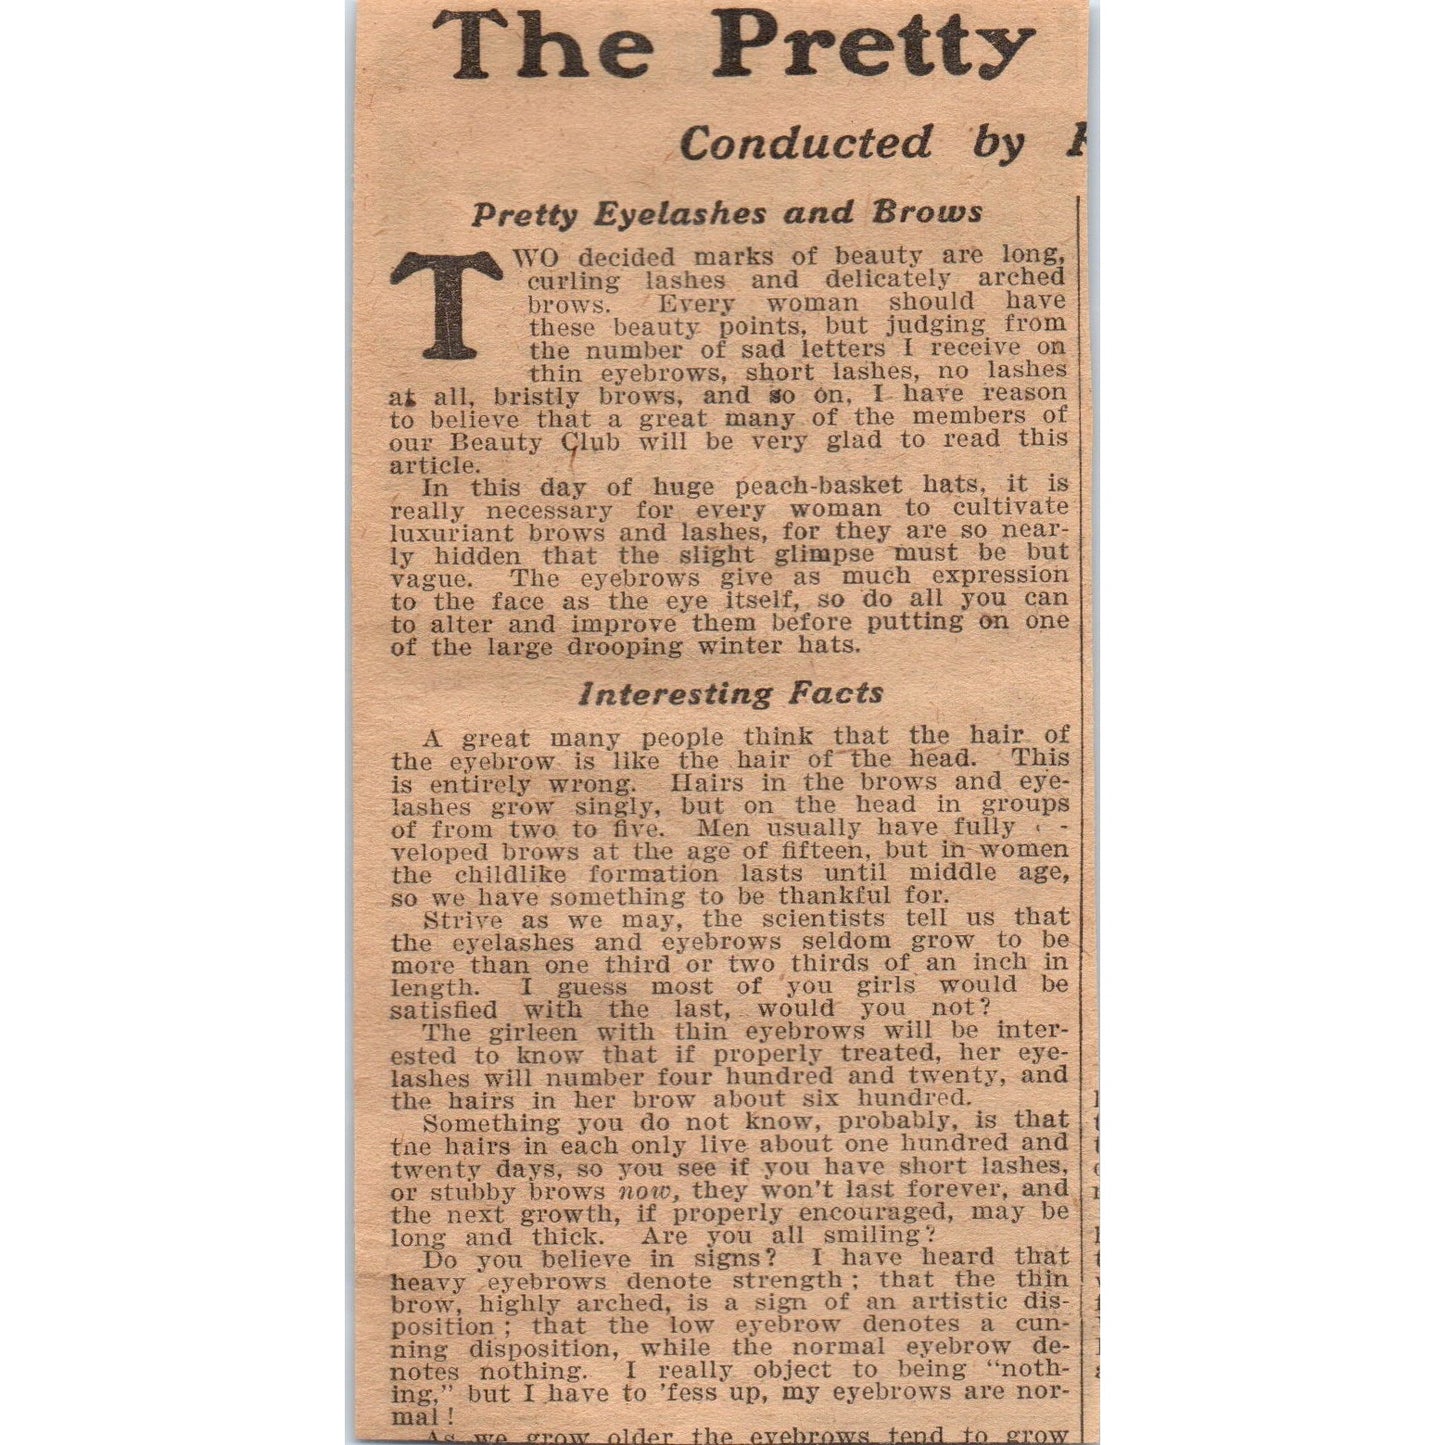 The Pretty
Conducted by
Pretty Eyelashes and Brows
TWO decided marks of beauty are long,
curling lashes and delicately arched
brows. Every woman should have
these beauty points, but judging from
the number of sad letters I receive on
thin eyebrows, short lashes, no lashes
at all, bristly brows, and so on, I have reason
to believe that a great many of the members of
our Beauty Club will be very glad to read this
article.
In this day of huge peach-basket hats, it is
really necessary for every woman to cultivate
luxuriant brows and lashes, for they are so near-
ly hidden that the slight glimpse must be but
vague. The eyebrows give as much expression
to the face as the eye itself, so do all you can
to alter and improve them before putting on one
of the large drooping winter hats.
Interesting Facts
A great many people think that the hair of
the eyebrow is like the hair of the head. This
is entirely wrong. Hairs in the brows and eye-
lashes grow singly, but on the head in groups
of from two to five. Men usually have fully -
veloped brows at the age of fifteen, but in women
the childlike formation lasts until middle age,
so we have something to be thankful for.
Strive as we may, the scientists tell us that
the eyelashes and eyebrows seldom grow to be
more than one third or two thirds of an inch in
length. I guess most of you girls would be
satisfied with the last, would you not?
The girleen with thin eyebrows will be inter-
ested to know that if properly treated, her eye-
lashes will number four hundred and twenty, and
the hairs in her brow about six hundred.
Something you do not know, probably, is that
the hairs in each only live about one hundred and
twenty days, so you see if you have short lashes,
or stubby brows now, they won't last forever, and
the next growth, if properly encouraged, may be
long and thick. Are you all smiling?
Do you believe in signs? I have heard that
heavy eyebrows denote strength; that the thin
brow, highly arched, is a sign of an artistic dis-
position; that the low eyebrow denotes a cun-
ning disposition, while the normal eyebrow de-
notes nothing. I really object to being "noth-
ing," but I have to 'fess up, my eyebrows are nor-
mal!
As we grow older the eyebrows tend to grow